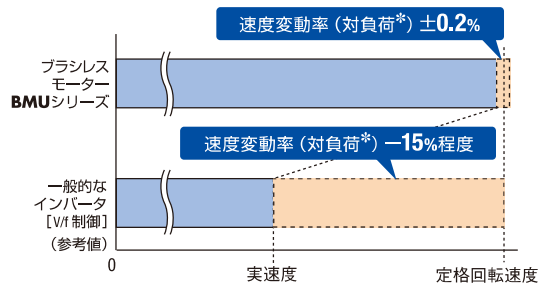 速度変動率（対負荷＊）±0.2%
ブラシレス
モーター
BMUシリーズ
速度変動率（対負荷＊）−15%程度
一般的な
インバータ
［V/f 制御］
（参考値）
0
実速度
定格回転速度